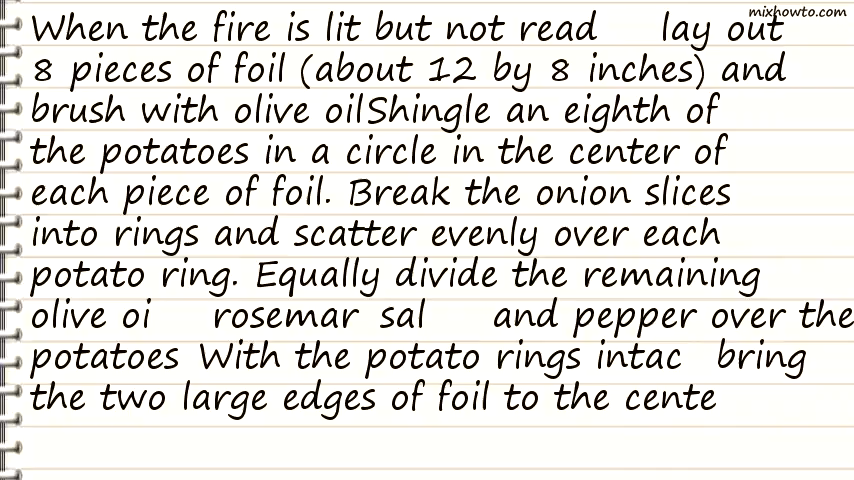 mixhowto.com
When the fire is lit but not read lay out
8 pieces of foil (about 12 by 8 inches) and
brush with olive oilShingle an eighth of
the potatoes in a circle in the center of
each piece of foil. Break the onion slices
into rings and scatter evenly over each
potato ring. Equally divide the remaining
olive oi rosemar sal and pepper over the
potatoes With the potato rings intac bring
the two large edges of foil to the cente